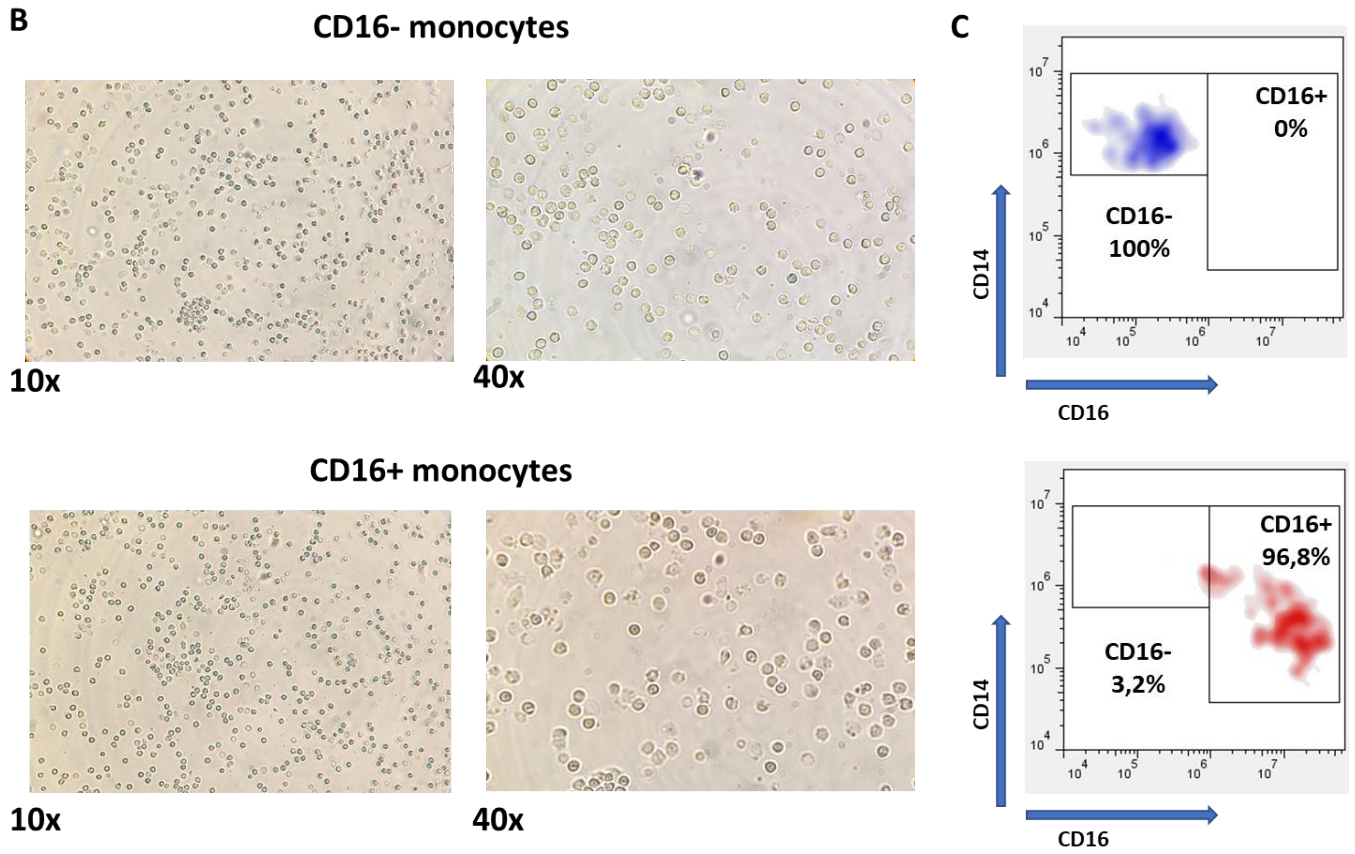 B
CD16- monocytes
10x
40x
CD16+ monocytes
10x
40x
C
10⁷
10⁶
10⁵
10⁴
CD14
CD16+
0%
CD16-
100%
10⁴ 10⁵ 10⁶ 10⁷
CD16
10⁷
10⁶
10⁵
10⁴
CD14
CD16+
96,8%
CD16-
3,2%
10⁴ 10⁵ 10⁶ 10⁷
CD16